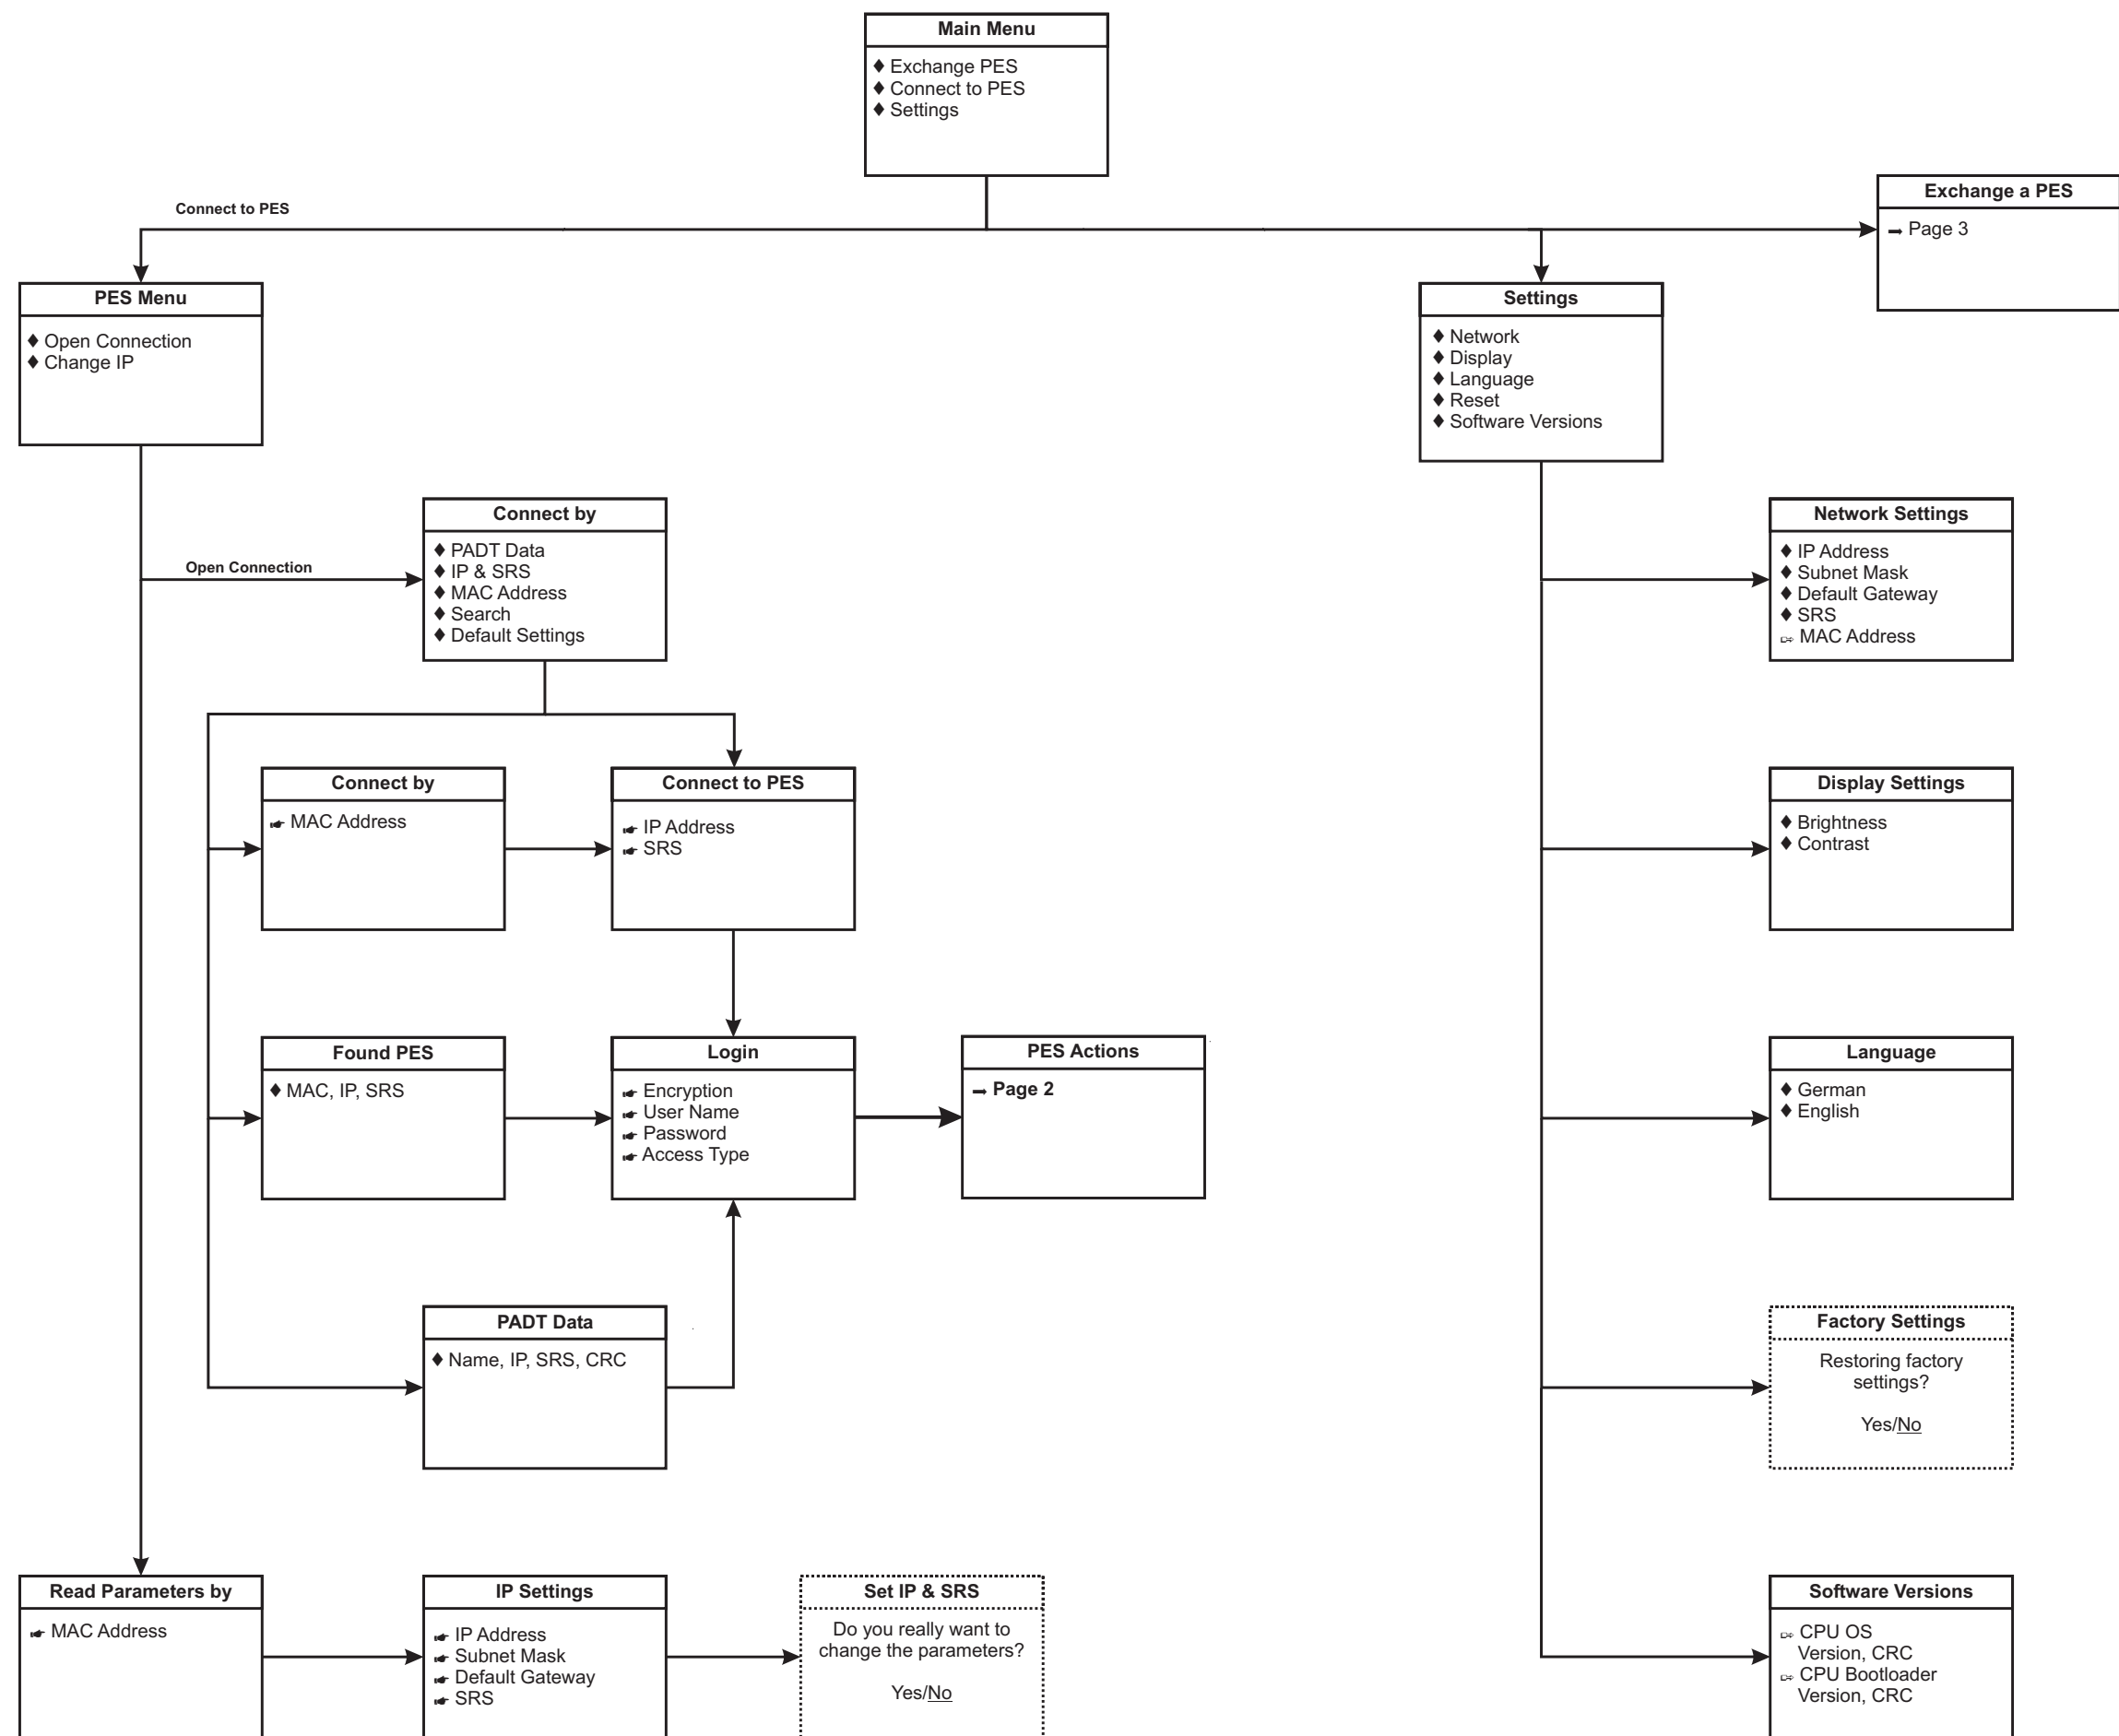 Main Menu
♦ Exchange PES
♦ Connect to PES
♦ Settings
Connect to PES
Exchange a PES
➞ Page 3
PES Menu
♦ Open Connection
♦ Change IP
Settings
♦ Network
♦ Display
♦ Language
♦ Reset
♦ Software Versions
Open Connection
Connect by
♦ PADT Data
♦ IP & SRS
♦ MAC Address
♦ Search
♦ Default Settings
Network Settings
♦ IP Address
♦ Subnet Mask
♦ Default Gateway
♦ SRS
MAC Address
Connect by
MAC Address
Connect to PES
IP Address
SRS
Display Settings
♦ Brightness
♦ Contrast
Found PES
♦ MAC, IP, SRS
Login
Encryption
User Name
Password
Access Type
PES Actions
➞ Page 2
Language
♦ German
♦ English
PADT Data
♦ Name, IP, SRS, CRC
Factory Settings
Restoring factory
settings?
Yes/No
Read Parameters by
MAC Address
IP Settings
IP Address
Subnet Mask
Default Gateway
SRS
Set IP & SRS
Do you really want to
change the parameters?
Yes/No
Software Versions
CPU OS
Version, CRC
CPU Bootloader
Version, CRC